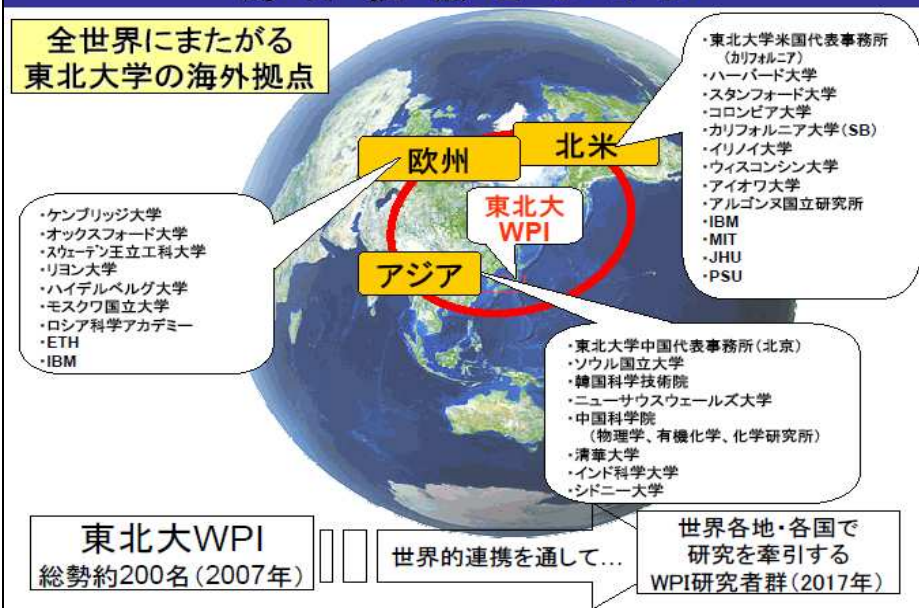 全世界にまたがる
東北大学の海外拠点
・東北大学米国代表事務所
（カリフォルニア）
・ハーバード大学
・スタンフォード大学
・コロンビア大学
・カリフォルニア大学（SB）
・イリノイ大学
・ウィスコンシン大学
・アイオワ大学
・アルゴンヌ国立研究所
・IBM
・MIT
・JHU
・PSU
北米
欧州
東北大
WPI
アジア
・ケンブリッジ大学
・オックスフォード大学
・スウェーデン王立工科大学
・リヨン大学
・ハイデルベルグ大学
・モスクワ国立大学
・ロシア科学アカデミー
・ETH
・IBM
・東北大学中国代表事務所（北京）
・ソウル国立大学
・韓国科学技術院
・ニューサウスウェールズ大学
・中国科学院
（物理学、有機化学、化学研究所）
・清華大学
・インド科学大学
・シドニー大学
東北大WPI
総勢約200名（2007年）
世界的連携を通して…
世界各地・各国で
研究を牽引する
WPI研究者群（2017年）